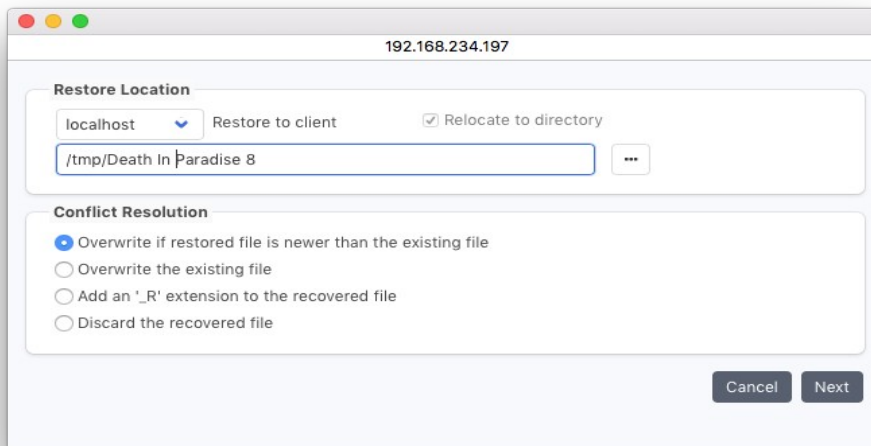 192.168.234.197
Restore Location
localhost Restore to client Relocate to directory
/tmp/Death In Paradise 8 ...
Conflict Resolution
Overwrite if restored file is newer than the existing file
Overwrite the existing file
Add an '_R' extension to the recovered file
Discard the recovered file
Cancel Next